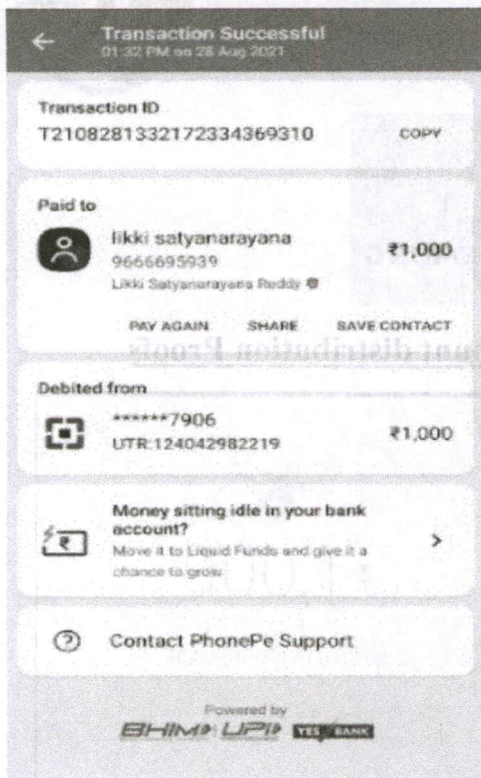 Transaction Successful
01:32 PM on 28 Aug 2021
Transaction ID
T2108281332172334369310 COPY
Paid to
likki satyanarayana
9666695939 ₹1,000
Likki Satyanarayana Reddy
PAY AGAIN SHARE SAVE CONTACT
ount distribution Proofs
Debited from
******7906
UTR:124042982219 ₹1,000
Money sitting idle in your bank
account?
Move it to Liquid Funds and give it a
chance to grow
Contact PhonePe Support
Powered by
BHIM UPI YES BANK